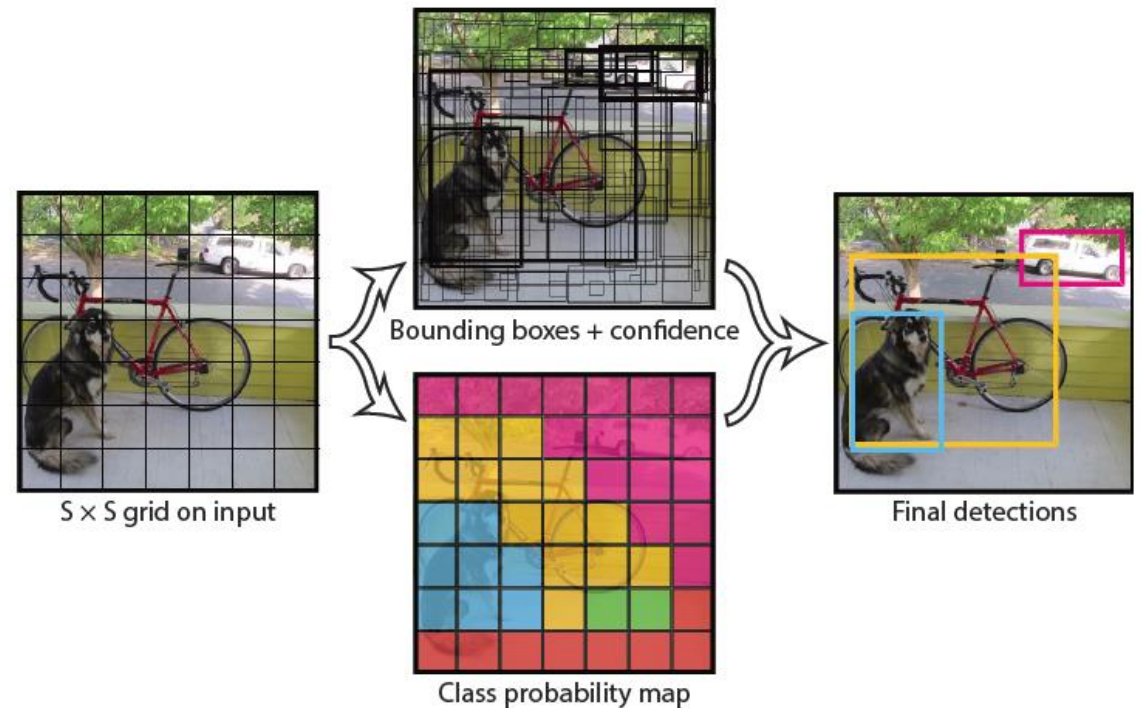 S × S grid on input
Bounding boxes + confidence
Class probability map
Final detections